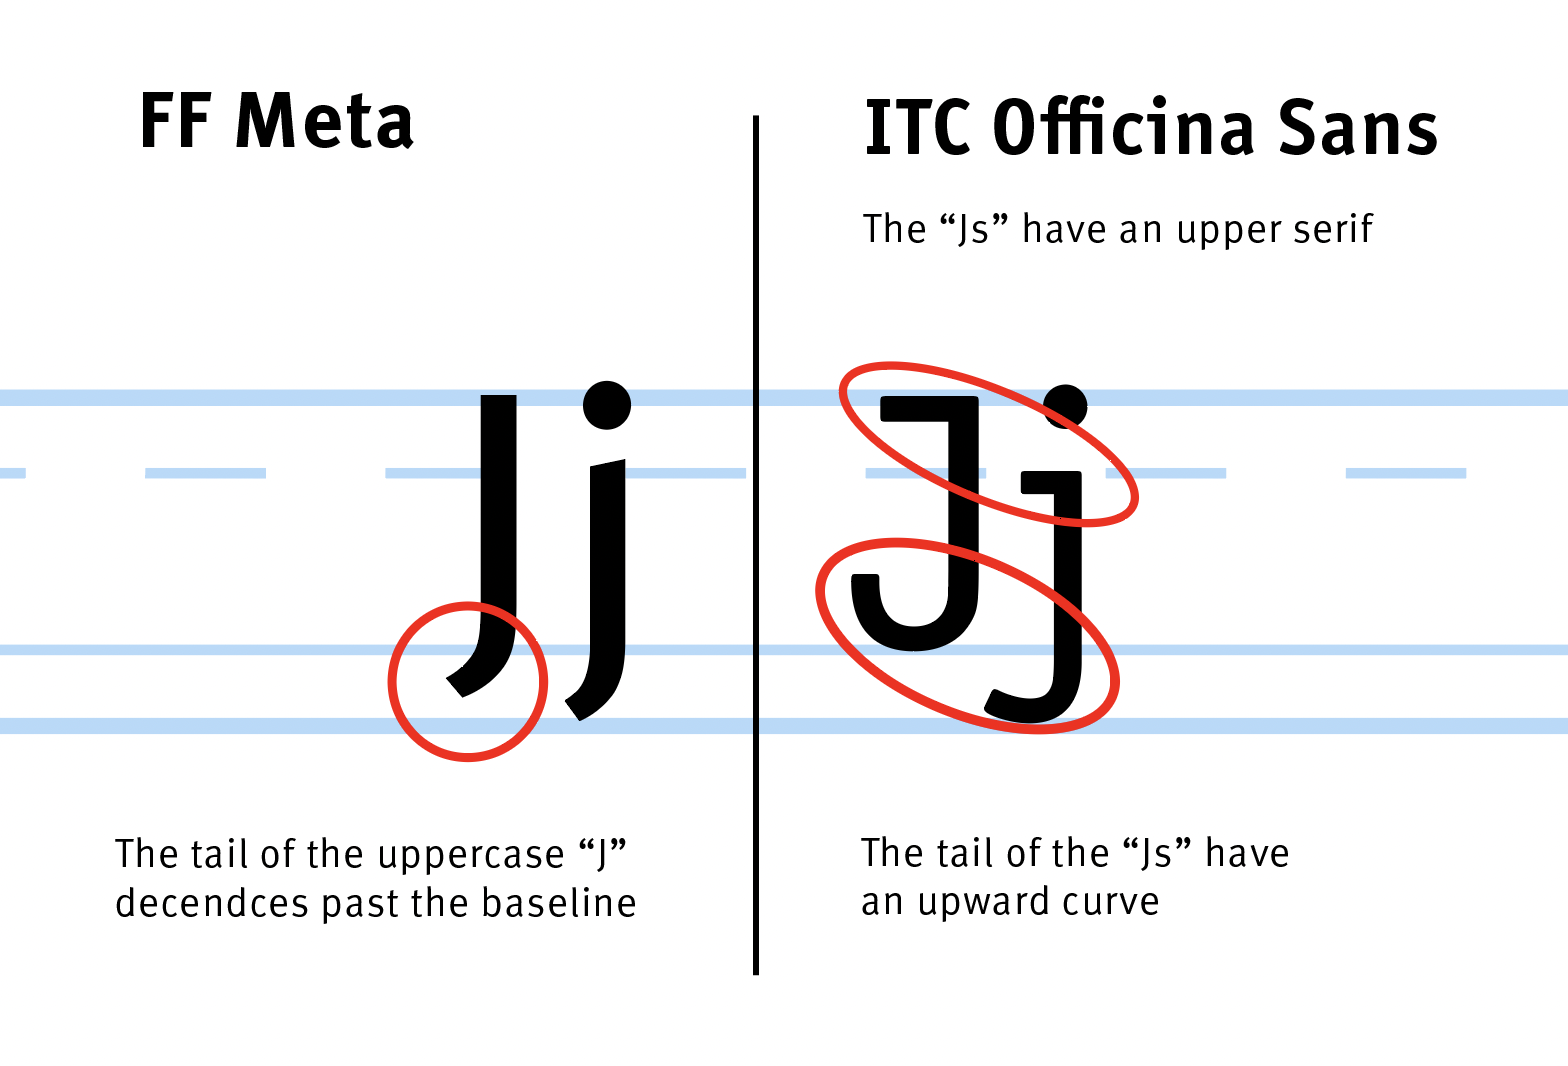 FF Meta
Jj
The tail of the uppercase “J”
decendces past the baseline
ITC Officina Sans
The “Js” have an upper serif
Jj
The tail of the “Js” have
an upward curve